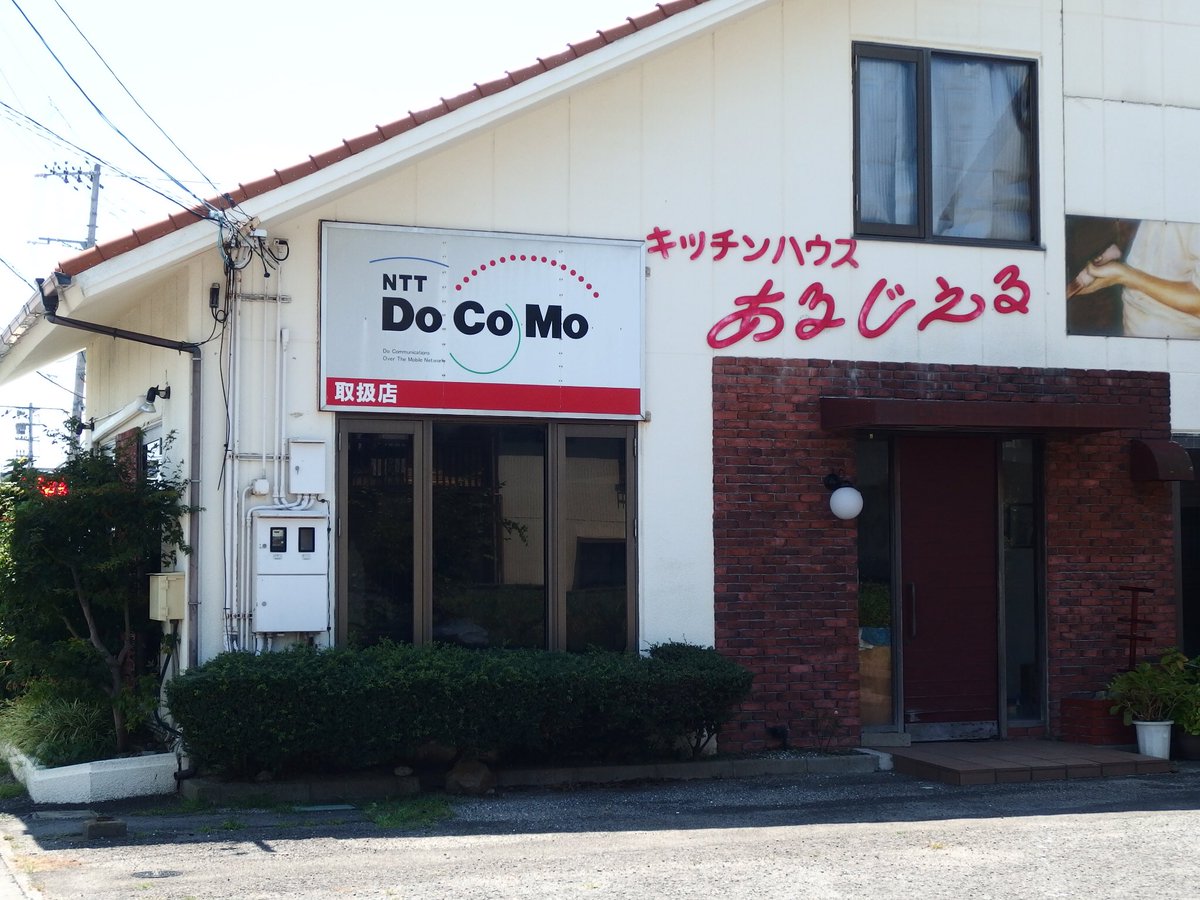 NTT
DoCoMo
Do Communications
Over The Mobile Network
取扱店
キッチンハウス
あるじえる